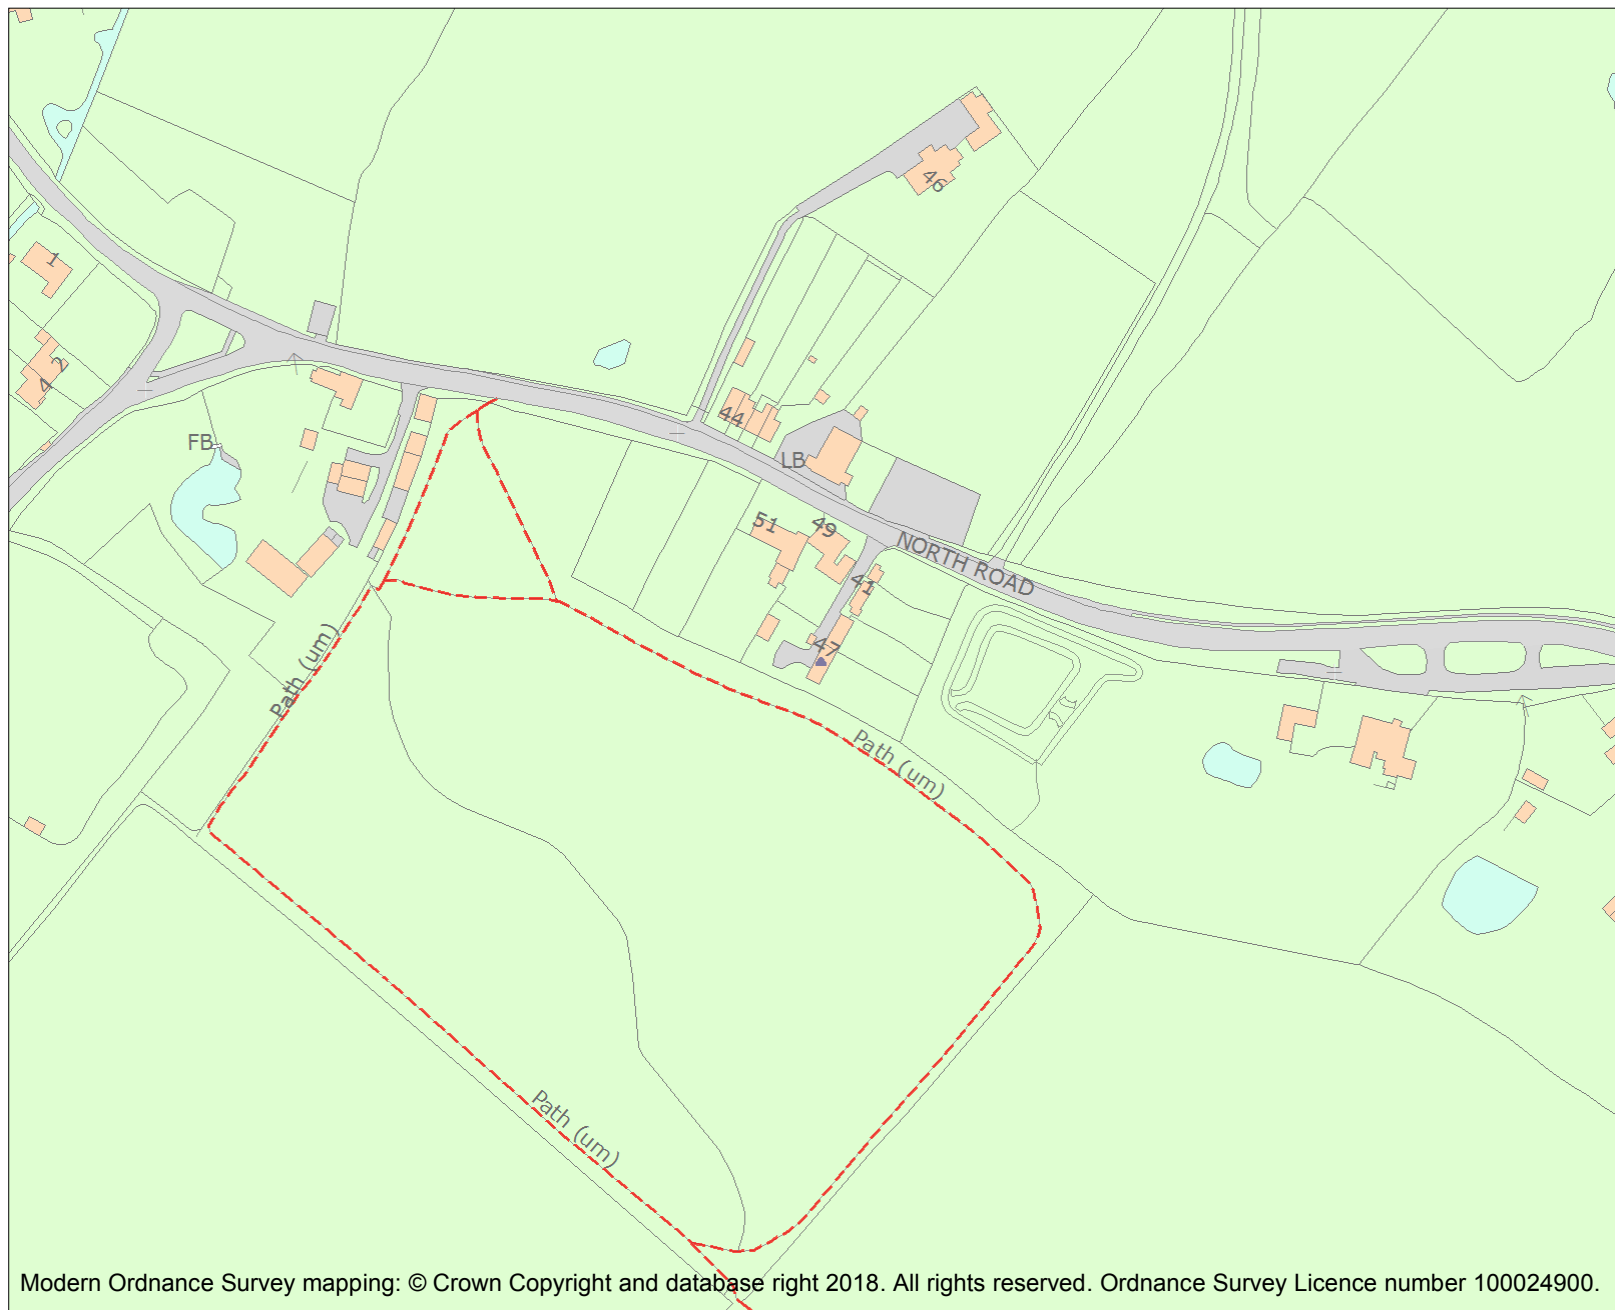 46
1
2
4
44
FB
LB
51
49
NORTH ROAD
41
47
Path (um)
Path (um)
Path (um)
Modern Ordnance Survey mapping: © Crown Copyright and database right 2018. All rights reserved. Ordnance Survey Licence number 100024900.